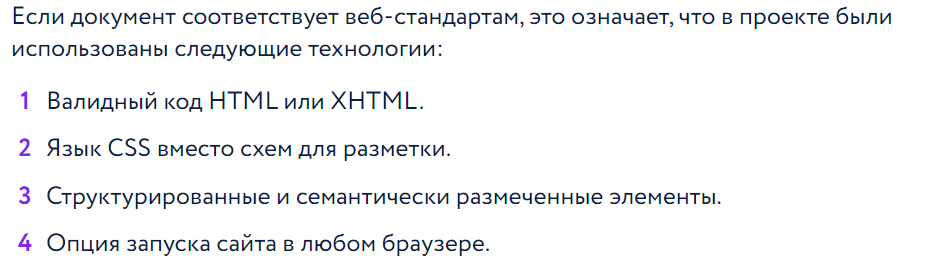 Если документ соответствует веб-стандартам, это означает, что в проекте были
использованы следующие технологии:
1 Валидный код HTML или XHTML.
2 Язык CSS вместо схем для разметки.
3 Структурированные и семантически размеченные элементы.
4 Опция запуска сайта в любом браузере.